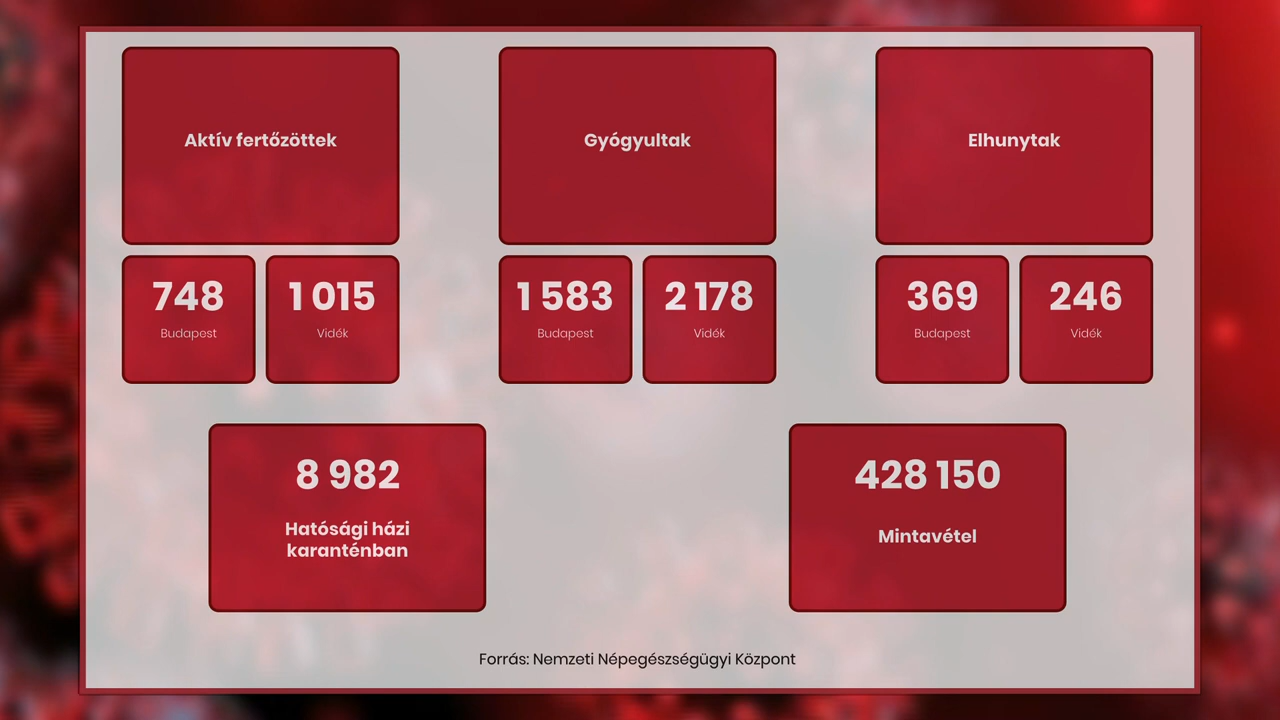 Aktív fertőzöttek
Gyógyultak
Elhunytak
748
Budapest
1 015
Vidék
1 583
Budapest
2 178
Vidék
369
Budapest
246
Vidék
8 982
Hatósági házi
karanténban
428 150
Mintavétel
Forrás: Nemzeti Népegészségügyi Központ